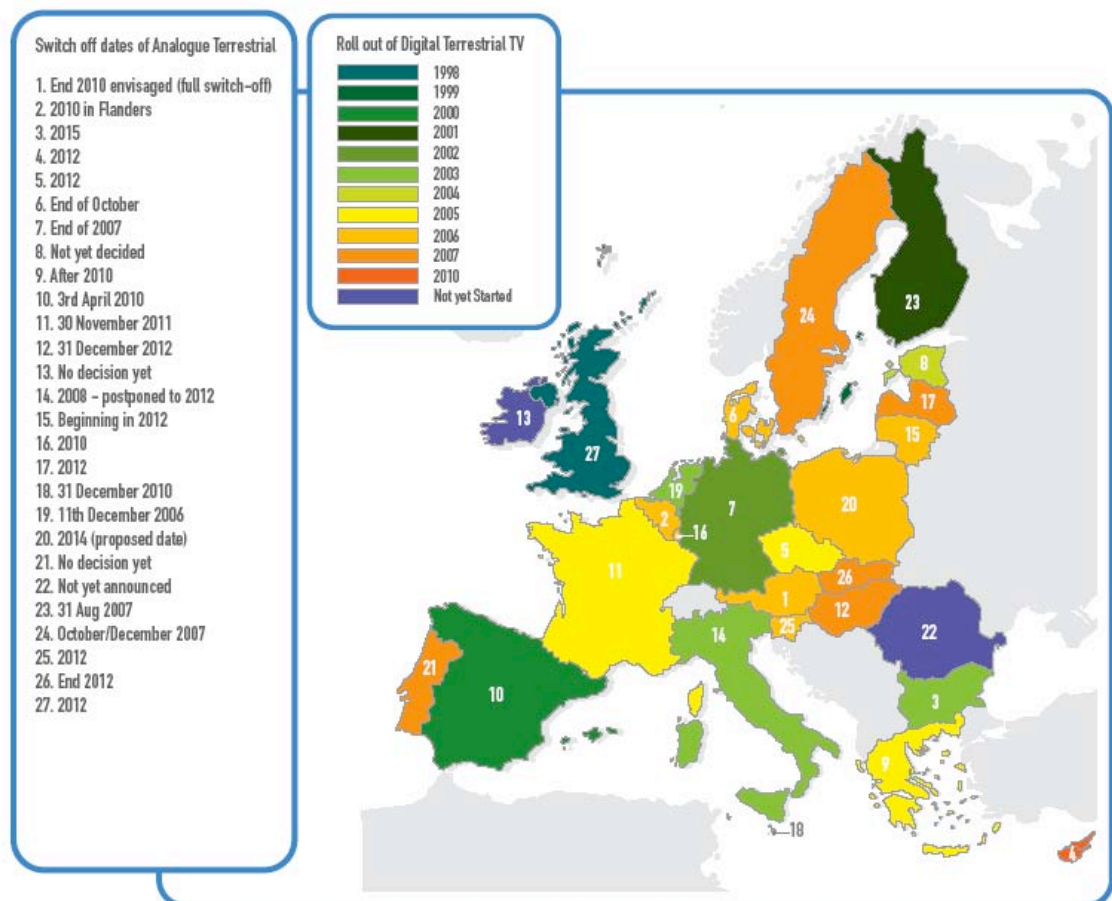 Switch off dates of Analogue Terrestrial
1. End 2010 envisaged (full switch-off)
2. 2010 in Flanders
3. 2015
4. 2012
5. 2012
6. End of October
7. End of 2007
8. Not yet decided
9. After 2010
10. 3rd April 2010
11. 30 November 2011
12. 31 December 2012
13. No decision yet
14. 2008 - postponed to 2012
15. Beginning in 2012
16. 2010
17. 2012
18. 31 December 2010
19. 11th December 2006
20. 2014 (proposed date)
21. No decision yet
22. Not yet announced
23. 31 Aug 2007
24. October/December 2007
25. 2012
26. End 2012
27. 2012
Roll out of Digital Terrestrial TV
1998
1999
2000
2001
2002
2003
2004
2005
2006
2007
2010
Not yet Started
23
24
8
17
15
6
13
27
19
2
16
7
20
5
11
26
1
12
25
14
22
21
10
3
9
18
4